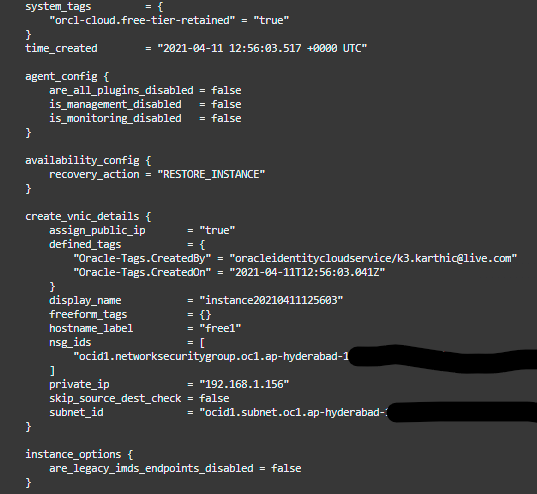 system_tags = {
"orcl-cloud.free-tier-retained" = "true"
}
time_created = "2021-04-11 12:56:03.517 +0000 UTC"
agent_config {
are_all_plugins_disabled = false
is_management_disabled = false
is_monitoring_disabled = false
}
availability_config {
recovery_action = "RESTORE_INSTANCE"
}
create_vnic_details {
assign_public_ip = "true"
defined_tags = {
"Oracle-Tags.CreatedBy" = "oracleidentitycloudservice/k3.karthic@live.com"
"Oracle-Tags.CreatedOn" = "2021-04-11T12:56:03.041Z"
}
display_name = "instance20210411125603"
freeform_tags = {}
hostname_label = "free1"
nsg_ids = [
"ocid1.networksecuritygroup.oc1.ap-hyderabad-1
]
private_ip = "192.168.1.156"
skip_source_dest_check = false
subnet_id = "ocid1.subnet.oc1.ap-hyderabad-
}
instance_options {
are_legacy_imds_endpoints_disabled = false
}